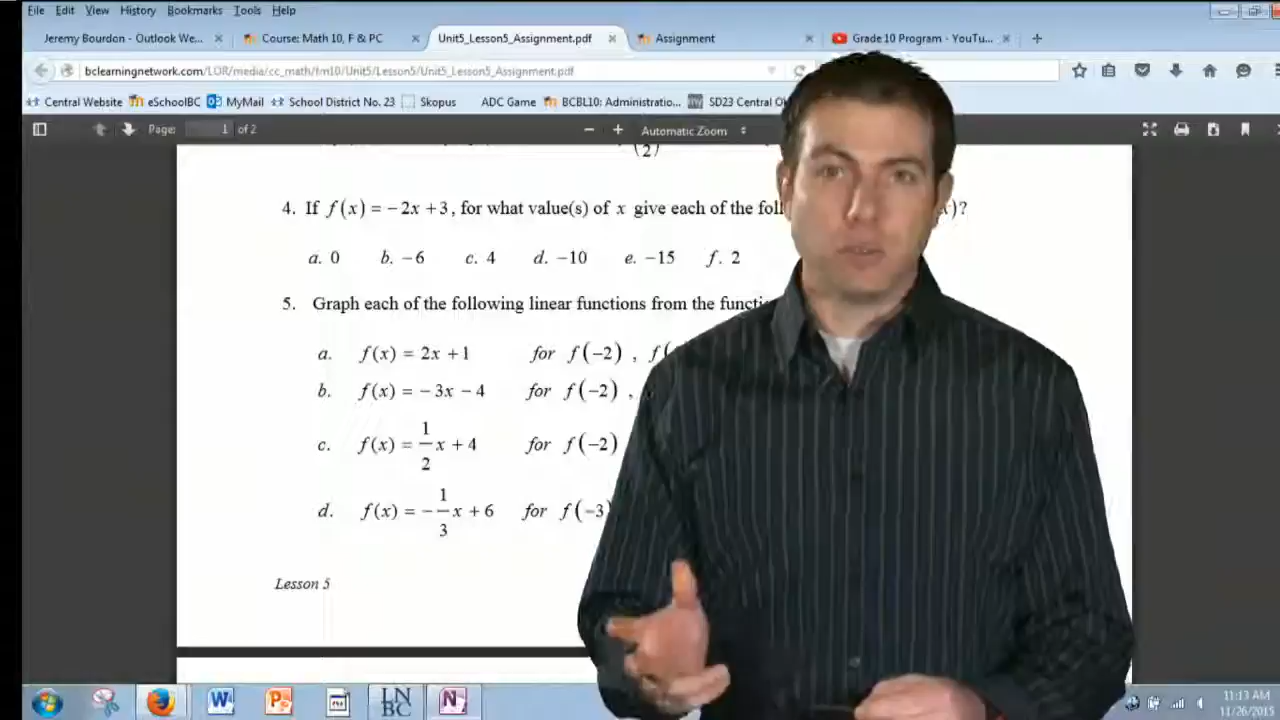 File Edit View History Bookmarks Tools Help
Jeremy Bourdon - Outlook We... × Course: Math 10, F & PC × Unit5_Lesson5_Assignment.pdf × Assignment × Grade 10 Program - YouTu... × +
bclearningnetwork.com/LOR/media/cc_math/fm10/Unit5/Lesson5/Unit5_Lesson5_Assignment.pdf
Central Website eSchoolBC MyMail School District No. 23 Skopus ADC Game BCBL10: Administratio... SD23 Central
Page: 1 of 2 − + Automatic Zoom
(2)
4. If f(x) = −2x + 3, for what value(s) of x give each of the )?
a. 0 b. −6 c. 4 d. −10 e. −15 f. 2
5. Graph each of the following linear functions from the
a. f(x) = 2x + 1 for f(−2) ,
b. f(x) = −3x − 4 for f(−2) ,
c. f(x) = 1/2 x + 4 for f(−2)
d. f(x) = −1/3 x + 6 for f(−3)
Lesson 5
LN
BC
11:13 AM
11/26/2015